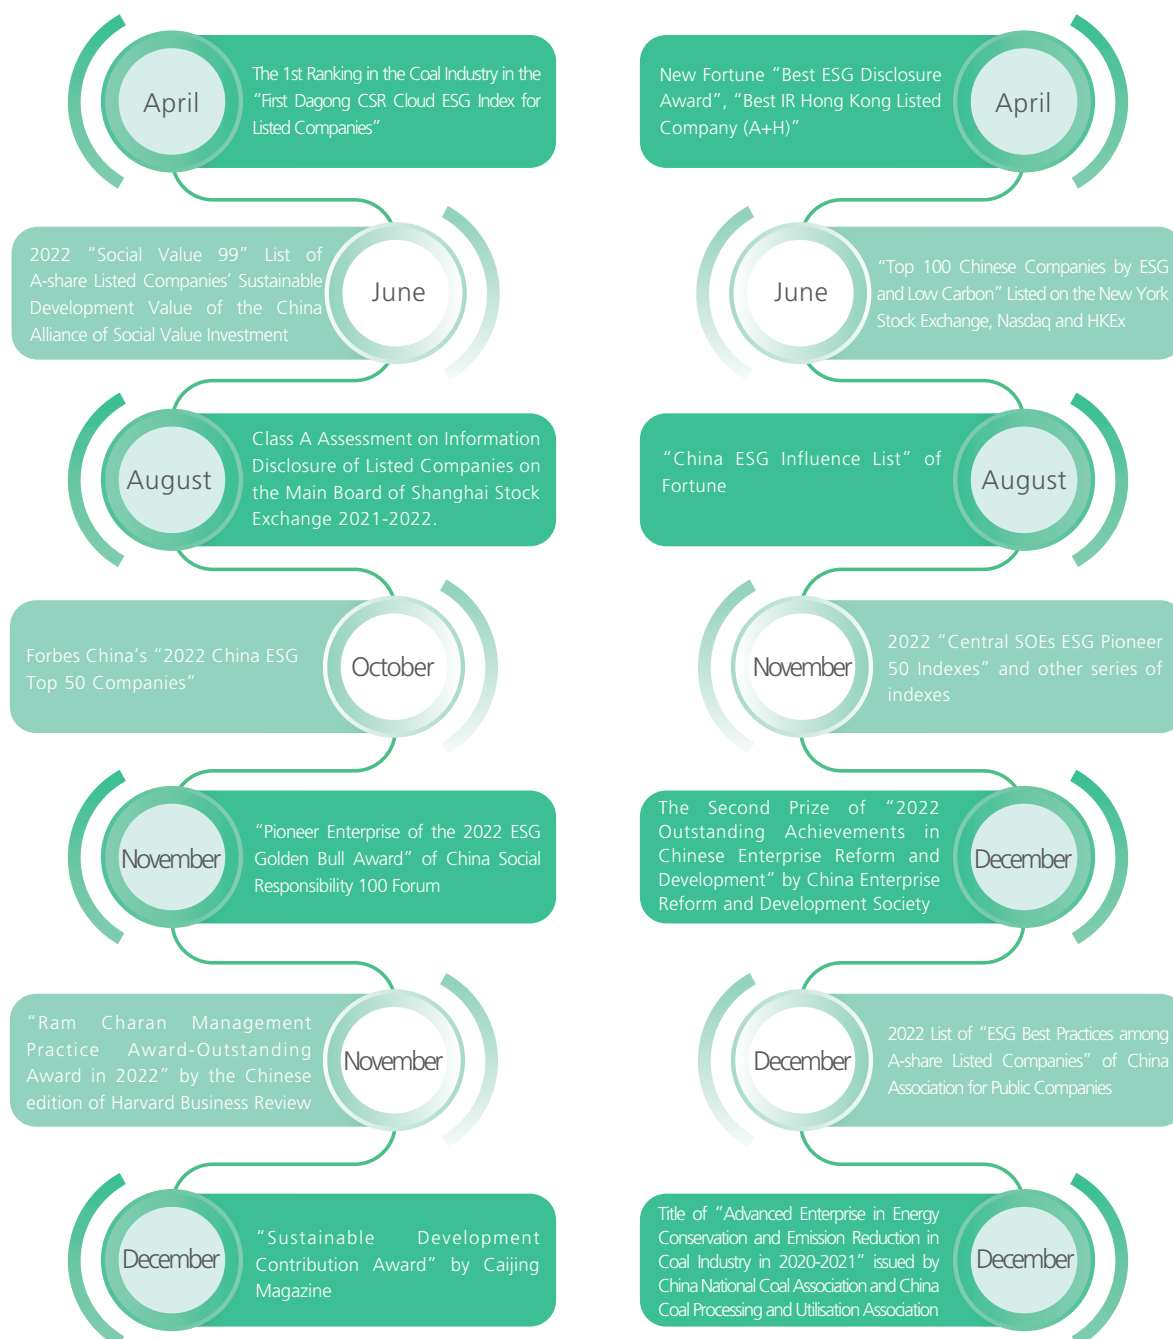 April
The 1st Ranking in the Coal Industry in the
“First Dagong CSR Cloud ESG Index for
Listed Companies”
2022 “Social Value 99” List of
A-share Listed Companies’ Sustainable
Development Value of the China
Alliance of Social Value Investment
June
August
Class A Assessment on Information
Disclosure of Listed Companies on
the Main Board of Shanghai Stock
Exchange 2021-2022.
Forbes China’s “2022 China ESG
Top 50 Companies”
October
November
“Pioneer Enterprise of the 2022 ESG
Golden Bull Award” of China Social
Responsibility 100 Forum
“Ram Charan Management
Practice Award-Outstanding
Award in 2022” by the Chinese
edition of Harvard Business Review
November
December
“Sustainable Development
Contribution Award” by Caijing
Magazine
New Fortune “Best ESG Disclosure
Award”, “Best IR Hong Kong Listed
Company (A+H)”
April
June
“Top 100 Chinese Companies by ESG
and Low Carbon” Listed on the New York
Stock Exchange, Nasdaq and HKEx
“China ESG Influence List” of
Fortune
August
November
2022 “Central SOEs ESG Pioneer
50 Indexes” and other series of
indexes
The Second Prize of “2022
Outstanding Achievements in
Chinese Enterprise Reform and
Development” by China Enterprise
Reform and Development Society
December
December
2022 List of “ESG Best Practices among
A-share Listed Companies” of China
Association for Public Companies
Title of “Advanced Enterprise in Energy
Conservation and Emission Reduction in
Coal Industry in 2020-2021” issued by
China National Coal Association and China
Coal Processing and Utilisation Association
December